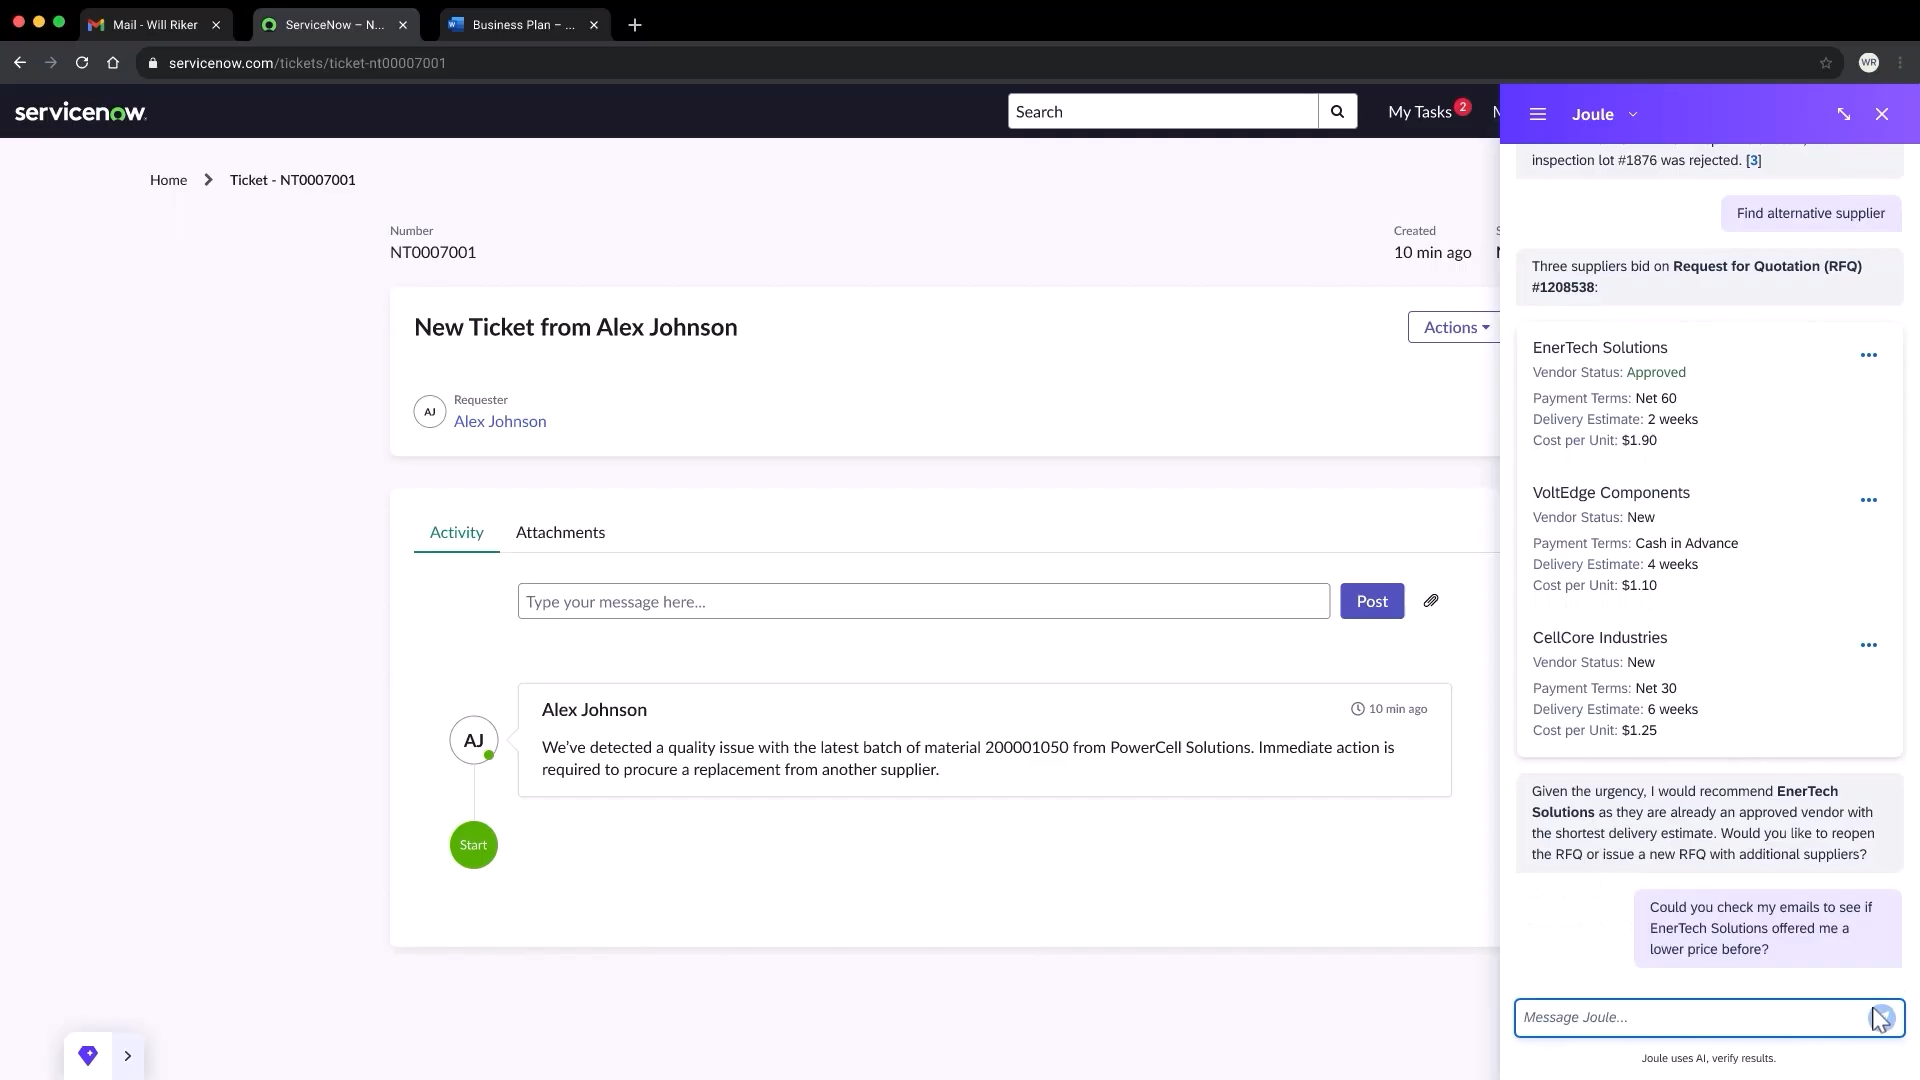 Mail - Will Riker
ServiceNow – N...
Business Plan – ...
servicenow.com/tickets/ticket-nt00007001
WR
servicenow
Search
My Tasks 2
Joule
Home
Ticket - NT0007001
Number
NT0007001
Created
10 min ago
New Ticket from Alex Johnson
Actions
AJ
Requester
Alex Johnson
Activity
Attachments
Type your message here...
Post
AJ
Alex Johnson
10 min ago
We’ve detected a quality issue with the latest batch of material 200001050 from PowerCell Solutions. Immediate action is
required to procure a replacement from another supplier.
Start
inspection lot #1876 was rejected. [3]
Find alternative supplier
Three suppliers bid on Request for Quotation (RFQ)
#1208538:
EnerTech Solutions
Vendor Status: Approved
Payment Terms: Net 60
Delivery Estimate: 2 weeks
Cost per Unit: $1.90
VoltEdge Components
Vendor Status: New
Payment Terms: Cash in Advance
Delivery Estimate: 4 weeks
Cost per Unit: $1.10
CellCore Industries
Vendor Status: New
Payment Terms: Net 30
Delivery Estimate: 6 weeks
Cost per Unit: $1.25
Given the urgency, I would recommend EnerTech
Solutions as they are already an approved vendor with
the shortest delivery estimate. Would you like to reopen
the RFQ or issue a new RFQ with additional suppliers?
Could you check my emails to see if
EnerTech Solutions offered me a
lower price before?
Message Joule...
Joule uses AI, verify results.